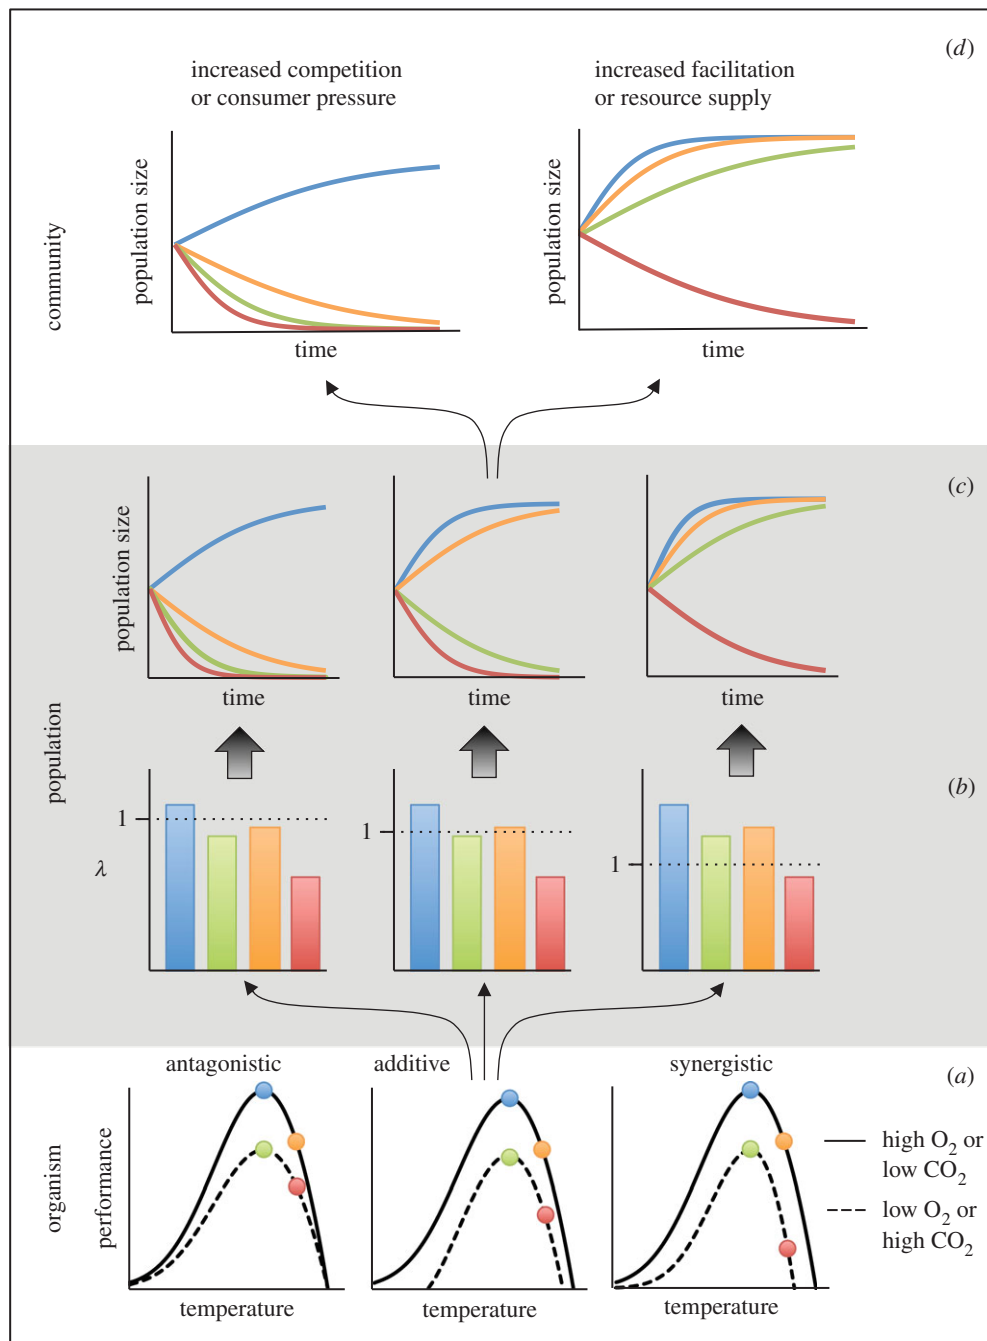 (d)
increased competition
or consumer pressure
increased facilitation
or resource supply
community
population size
time
population size
time
(c)
population
population size
time
time
time
(b)
1
λ
1
1
(a)
antagonistic
additive
synergistic
organism
performance
high O2 or
low CO2
low O2 or
high CO2
temperature
temperature
temperature